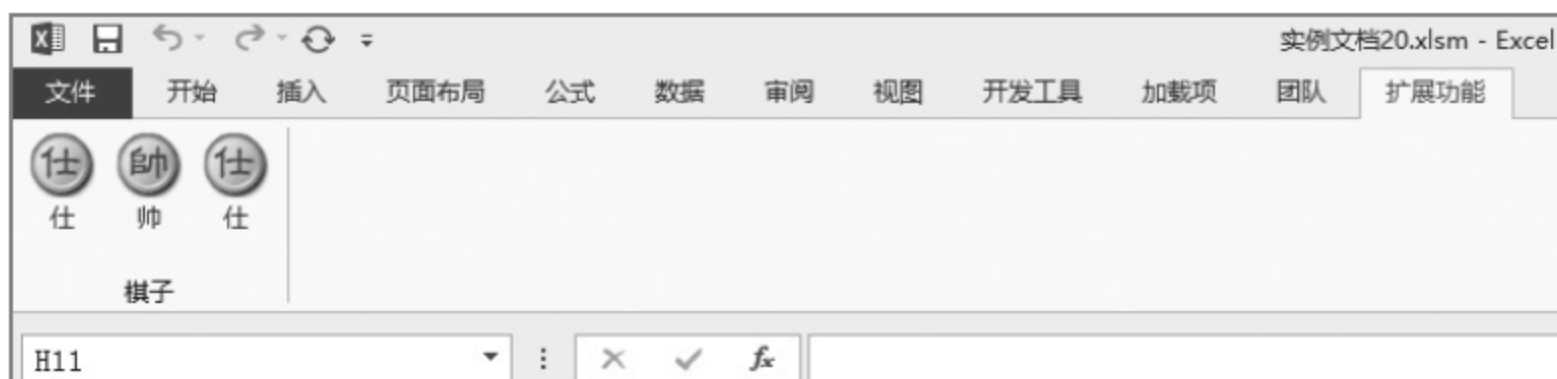 实例文档20.xlsm - Excel
文件 开始 插入 页面布局 公式 数据 审阅 视图 开发工具 加载项 团队 扩展功能
仕 帥 仕
仕 帅 仕
棋子
H11 fx